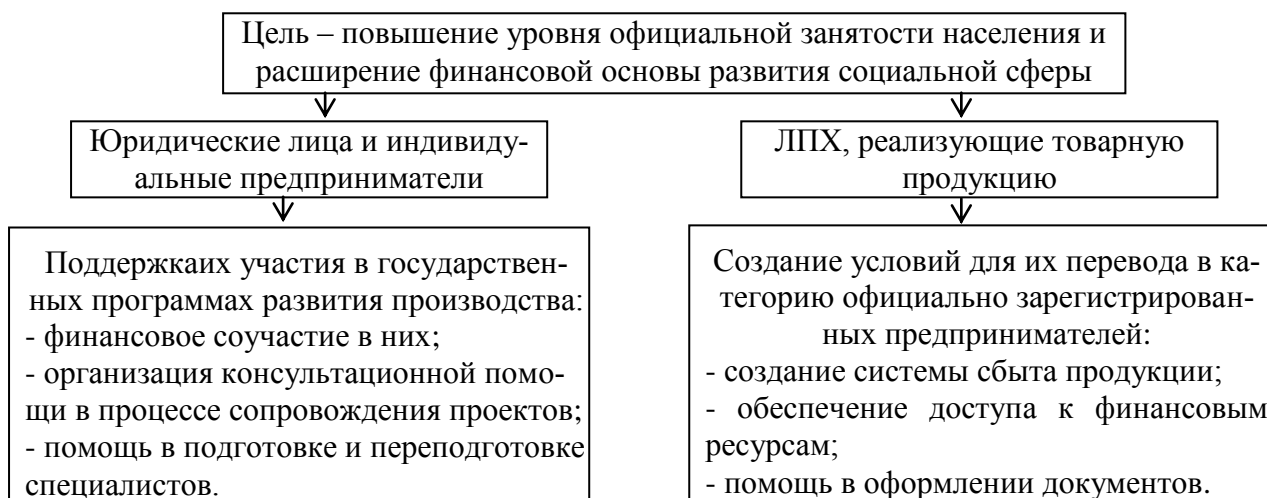 Цель – повышение уровня официальной занятости населения и
расширение финансовой основы развития социальной сферы
Юридические лица и индивиду-
альные предприниматели
ЛПХ, реализующие товарную
продукцию
Поддержкаих участия в государствен-
ных программах развития производства:
- финансовое соучастие в них;
- организация консультационной помо-
щи в процессе сопровождения проектов;
- помощь в подготовке и переподготовке
специалистов.
Создание условий для их перевода в ка-
тегорию официально зарегистрирован-
ных предпринимателей:
- создание системы сбыта продукции;
- обеспечение доступа к финансовым
ресурсам;
- помощь в оформлении документов.